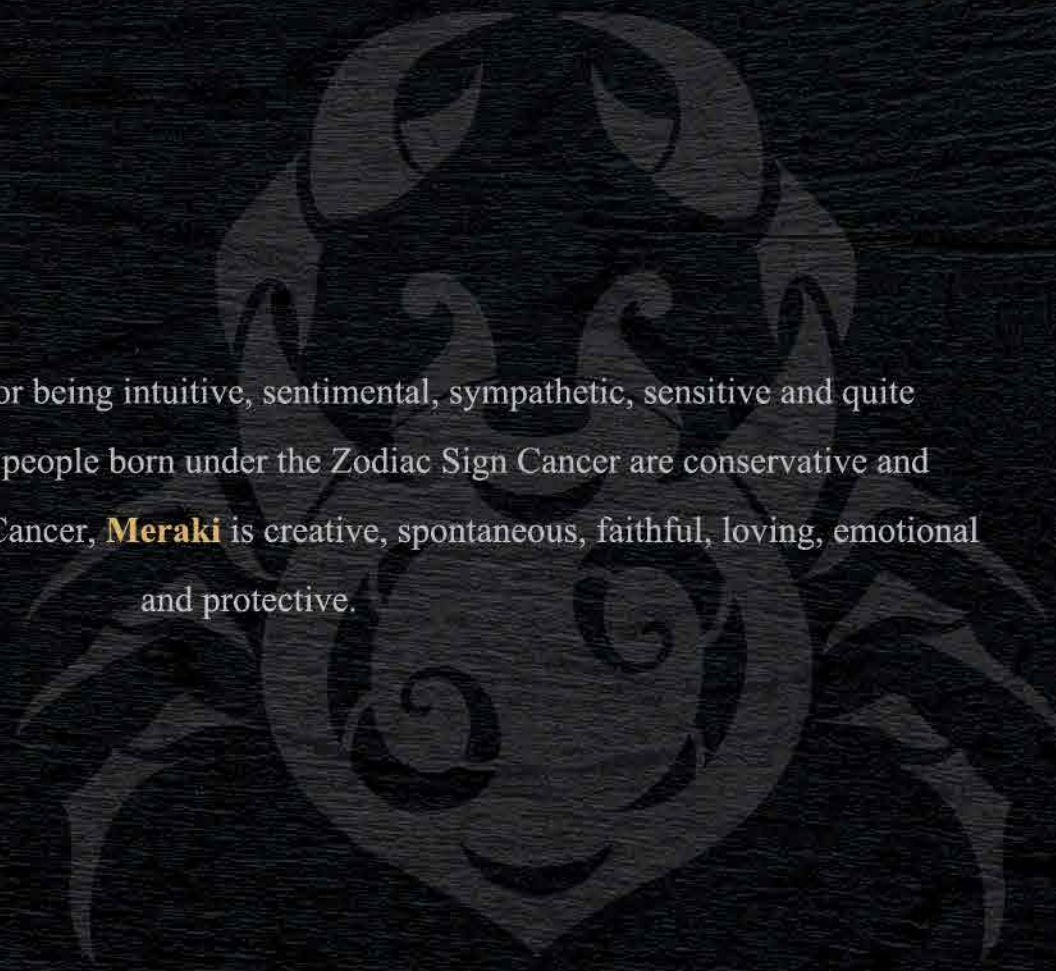 or being intuitive, sentimental, sympathetic, sensitive and quite
people born under the Zodiac Sign Cancer are conservative and
Cancer, Meraki is creative, spontaneous, faithful, loving, emotional
and protective.